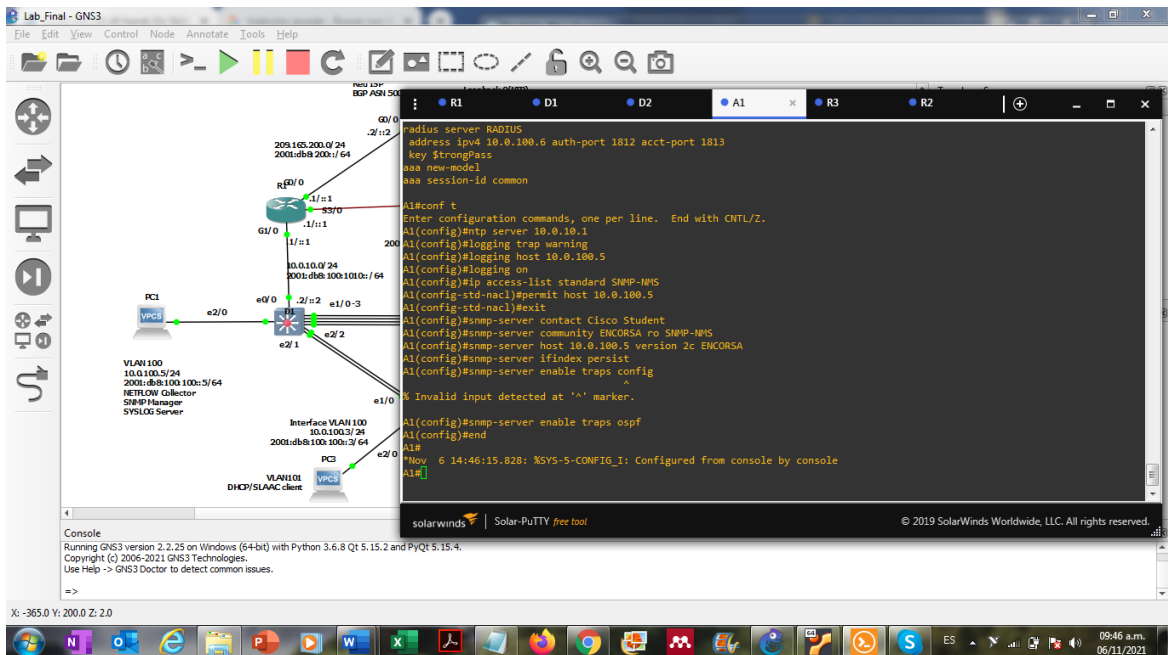 Lab_Final - GNS3
File Edit View Control Node Annotate Tools Help
BGP ASN 500
G0/0
.2/::2
209.165.200.0/24
2001:db8:200::/64
R1
G0/0
.1/::1
S3/0
.1/::1
G1/0
1/::1
200
10.0.10.0/24
2001:db8:100:1010::/64
PC1
e2/0
e0/0
.2/::2
e1/0-3
D1
VPCS
e2/2
e2/1
VLAN 100
10.0.100.5/24
2001:db8:100:100::5/64
NETFLOW Collector
SNMP Manager
SYSLOG Server
e1/0
Interface VLAN 100
10.0.100.3/24
2001:db8:100:100::3/64
PC3
e2/0
VLAN101
DHCP/SLAAC client
VPCS
R1 D1 D2 A1 × R3 R2
radius server RADIUS
address ipv4 10.0.100.6 auth-port 1812 acct-port 1813
key $trongPass
aaa new-model
aaa session-id common
A1#conf t
Enter configuration commands, one per line. End with CNTL/Z.
A1(config)#ntp server 10.0.10.1
A1(config)#logging trap warning
A1(config)#logging host 10.0.100.5
A1(config)#logging on
A1(config)#ip access-list standard SNMP-NMS
A1(config-std-nacl)#permit host 10.0.100.5
A1(config-std-nacl)#exit
A1(config)#snmp-server contact Cisco Student
A1(config)#snmp-server community ENCORSA ro SNMP-NMS
A1(config)#snmp-server host 10.0.100.5 version 2c ENCORSA
A1(config)#snmp-server ifindex persist
A1(config)#snmp-server enable traps config
^
% Invalid input detected at '^' marker.
A1(config)#snmp-server enable traps ospf
A1(config)#end
A1#
*Nov 6 14:46:15.828: %SYS-5-CONFIG_I: Configured from console by console
A1#
solarwinds | Solar-PuTTY free tool
© 2019 SolarWinds Worldwide, LLC. All rights reserved.
Console
Running GNS3 version 2.2.25 on Windows (64-bit) with Python 3.6.8 Qt 5.15.2 and PyQt 5.15.4.
Copyright (c) 2006-2021 GNS3 Technologies.
Use Help -> GNS3 Doctor to detect common issues.
=>
X: -365.0 Y: 200.0 Z: 2.0
ES
09:46 a.m.
06/11/2021